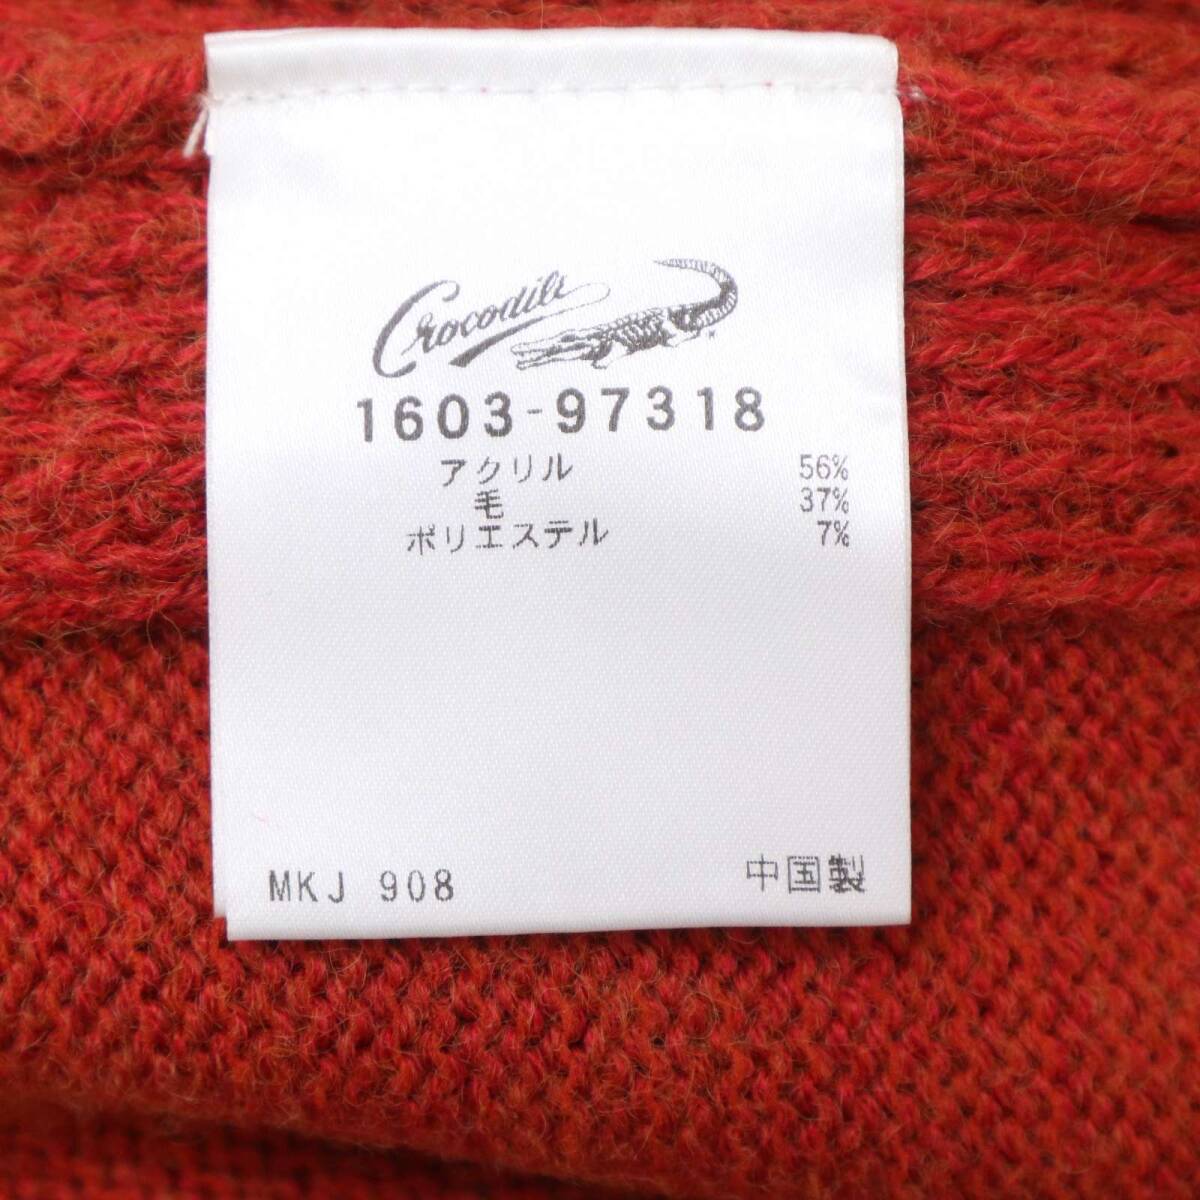 Crocodile
1603-97318
アクリル 56%
毛 37%
ポリエステル 7%
MKJ 908 中国製